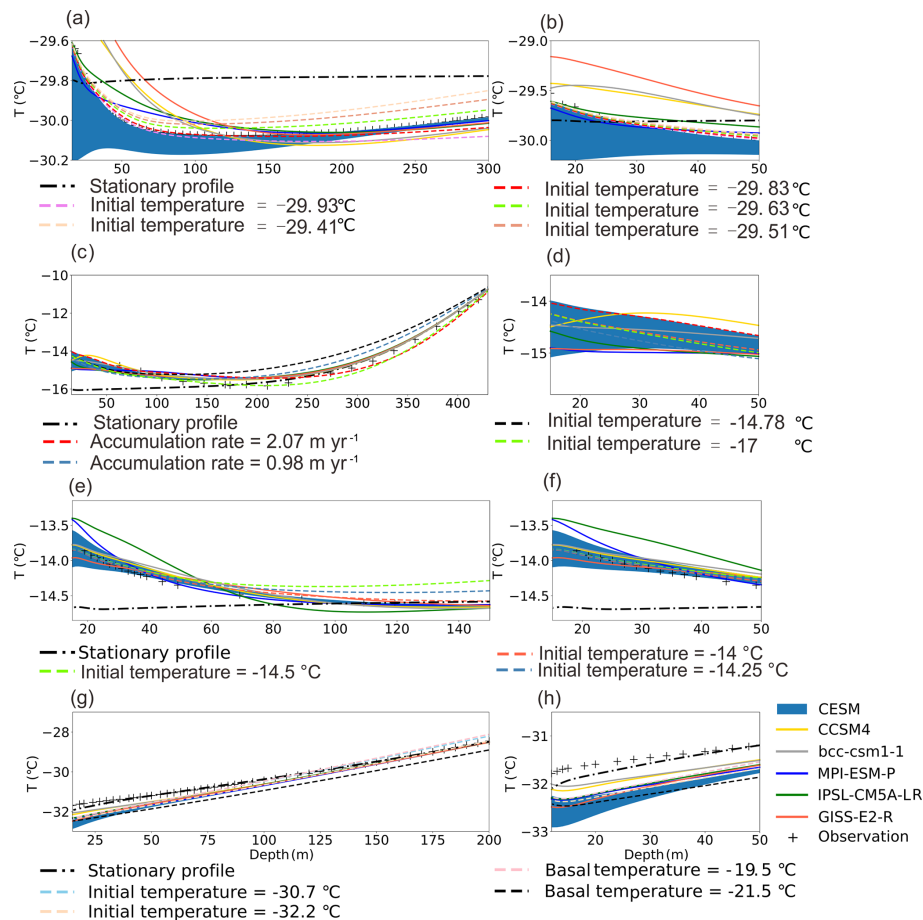 (a)
(b)
−29.6
−29.8
−30.0
−30.2
T (°C)
50 100 150 200 250 300
−29.0
−29.5
−30.0
T (°C)
20 30 40 50
Stationary profile
Initial temperature = −29.93℃
Initial temperature = −29.41℃
Initial temperature = −29.83℃
Initial temperature = −29.63℃
Initial temperature = −29.51℃
(c)
(d)
−10
−12
−14
−16
T (°C)
50 100 150 200 250 300 350 400
−14
−15
T (°C)
20 30 40 50
Stationary profile
Accumulation rate = 2.07 m yr⁻¹
Accumulation rate = 0.98 m yr⁻¹
Initial temperature = -14.78 ℃
Initial temperature = -17 ℃
(e)
(f)
−13.5
−14.0
−14.5
T (°C)
20 40 60 80 100 120 140
−13.5
−14.0
−14.5
T (°C)
20 30 40 50
Stationary profile
Initial temperature = -14.5 °C
Initial temperature = -14 °C
Initial temperature = -14.25 °C
(g)
(h)
−28
−30
−32
T (°C)
25 50 75 100 125 150 175 200
Depth (m)
−31
−32
−33
T (°C)
20 30 40 50
Depth(m)
CESM
CCSM4
bcc-csm1-1
MPI-ESM-P
IPSL-CM5A-LR
GISS-E2-R
Observation
Stationary profile
Initial temperature = -30.7 °C
Initial temperature = -32.2 °C
Basal temperature = -19.5 °C
Basal temperature = -21.5 °C